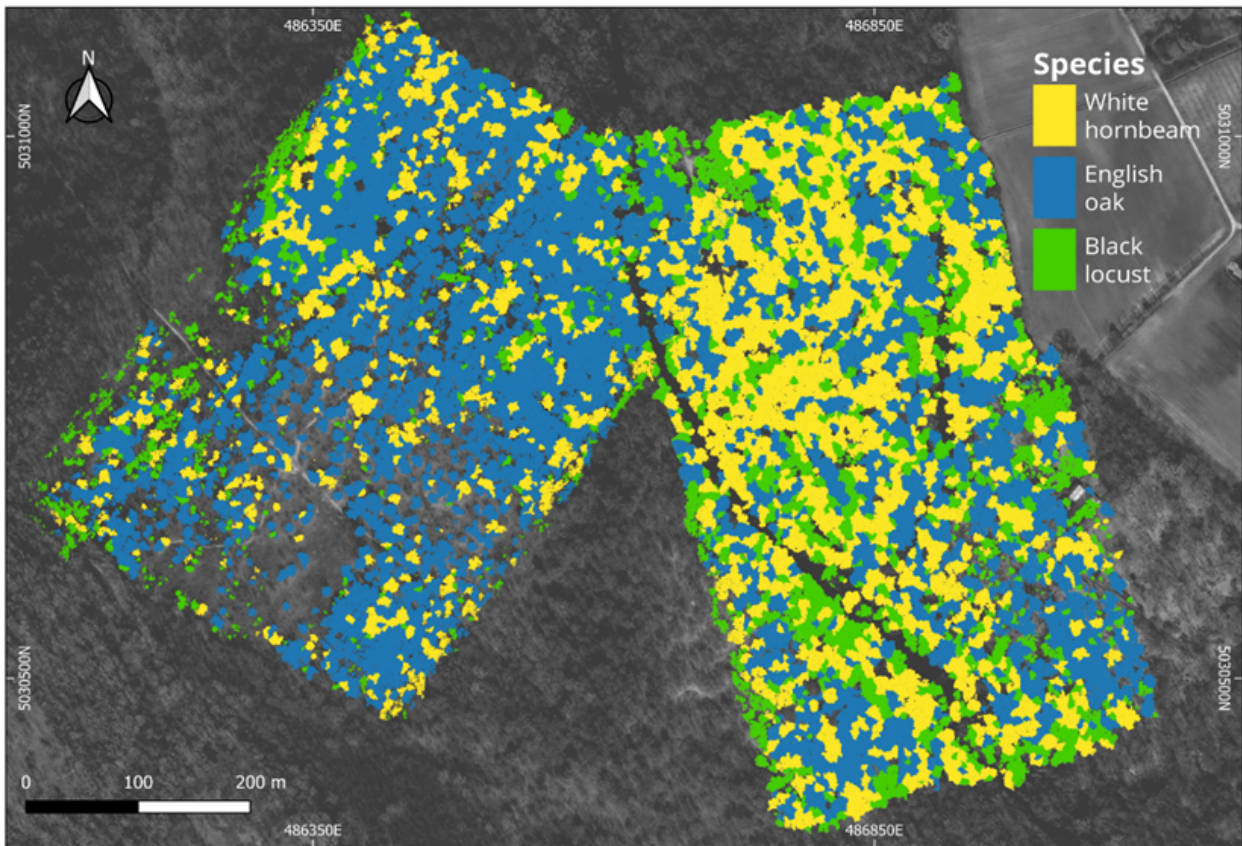 486350E
486850E
N
Species
White
hornbeam
English
oak
Black
locust
5031000N
5031000N
5030500N
5030500N
0 100 200 m
486350E
486850E